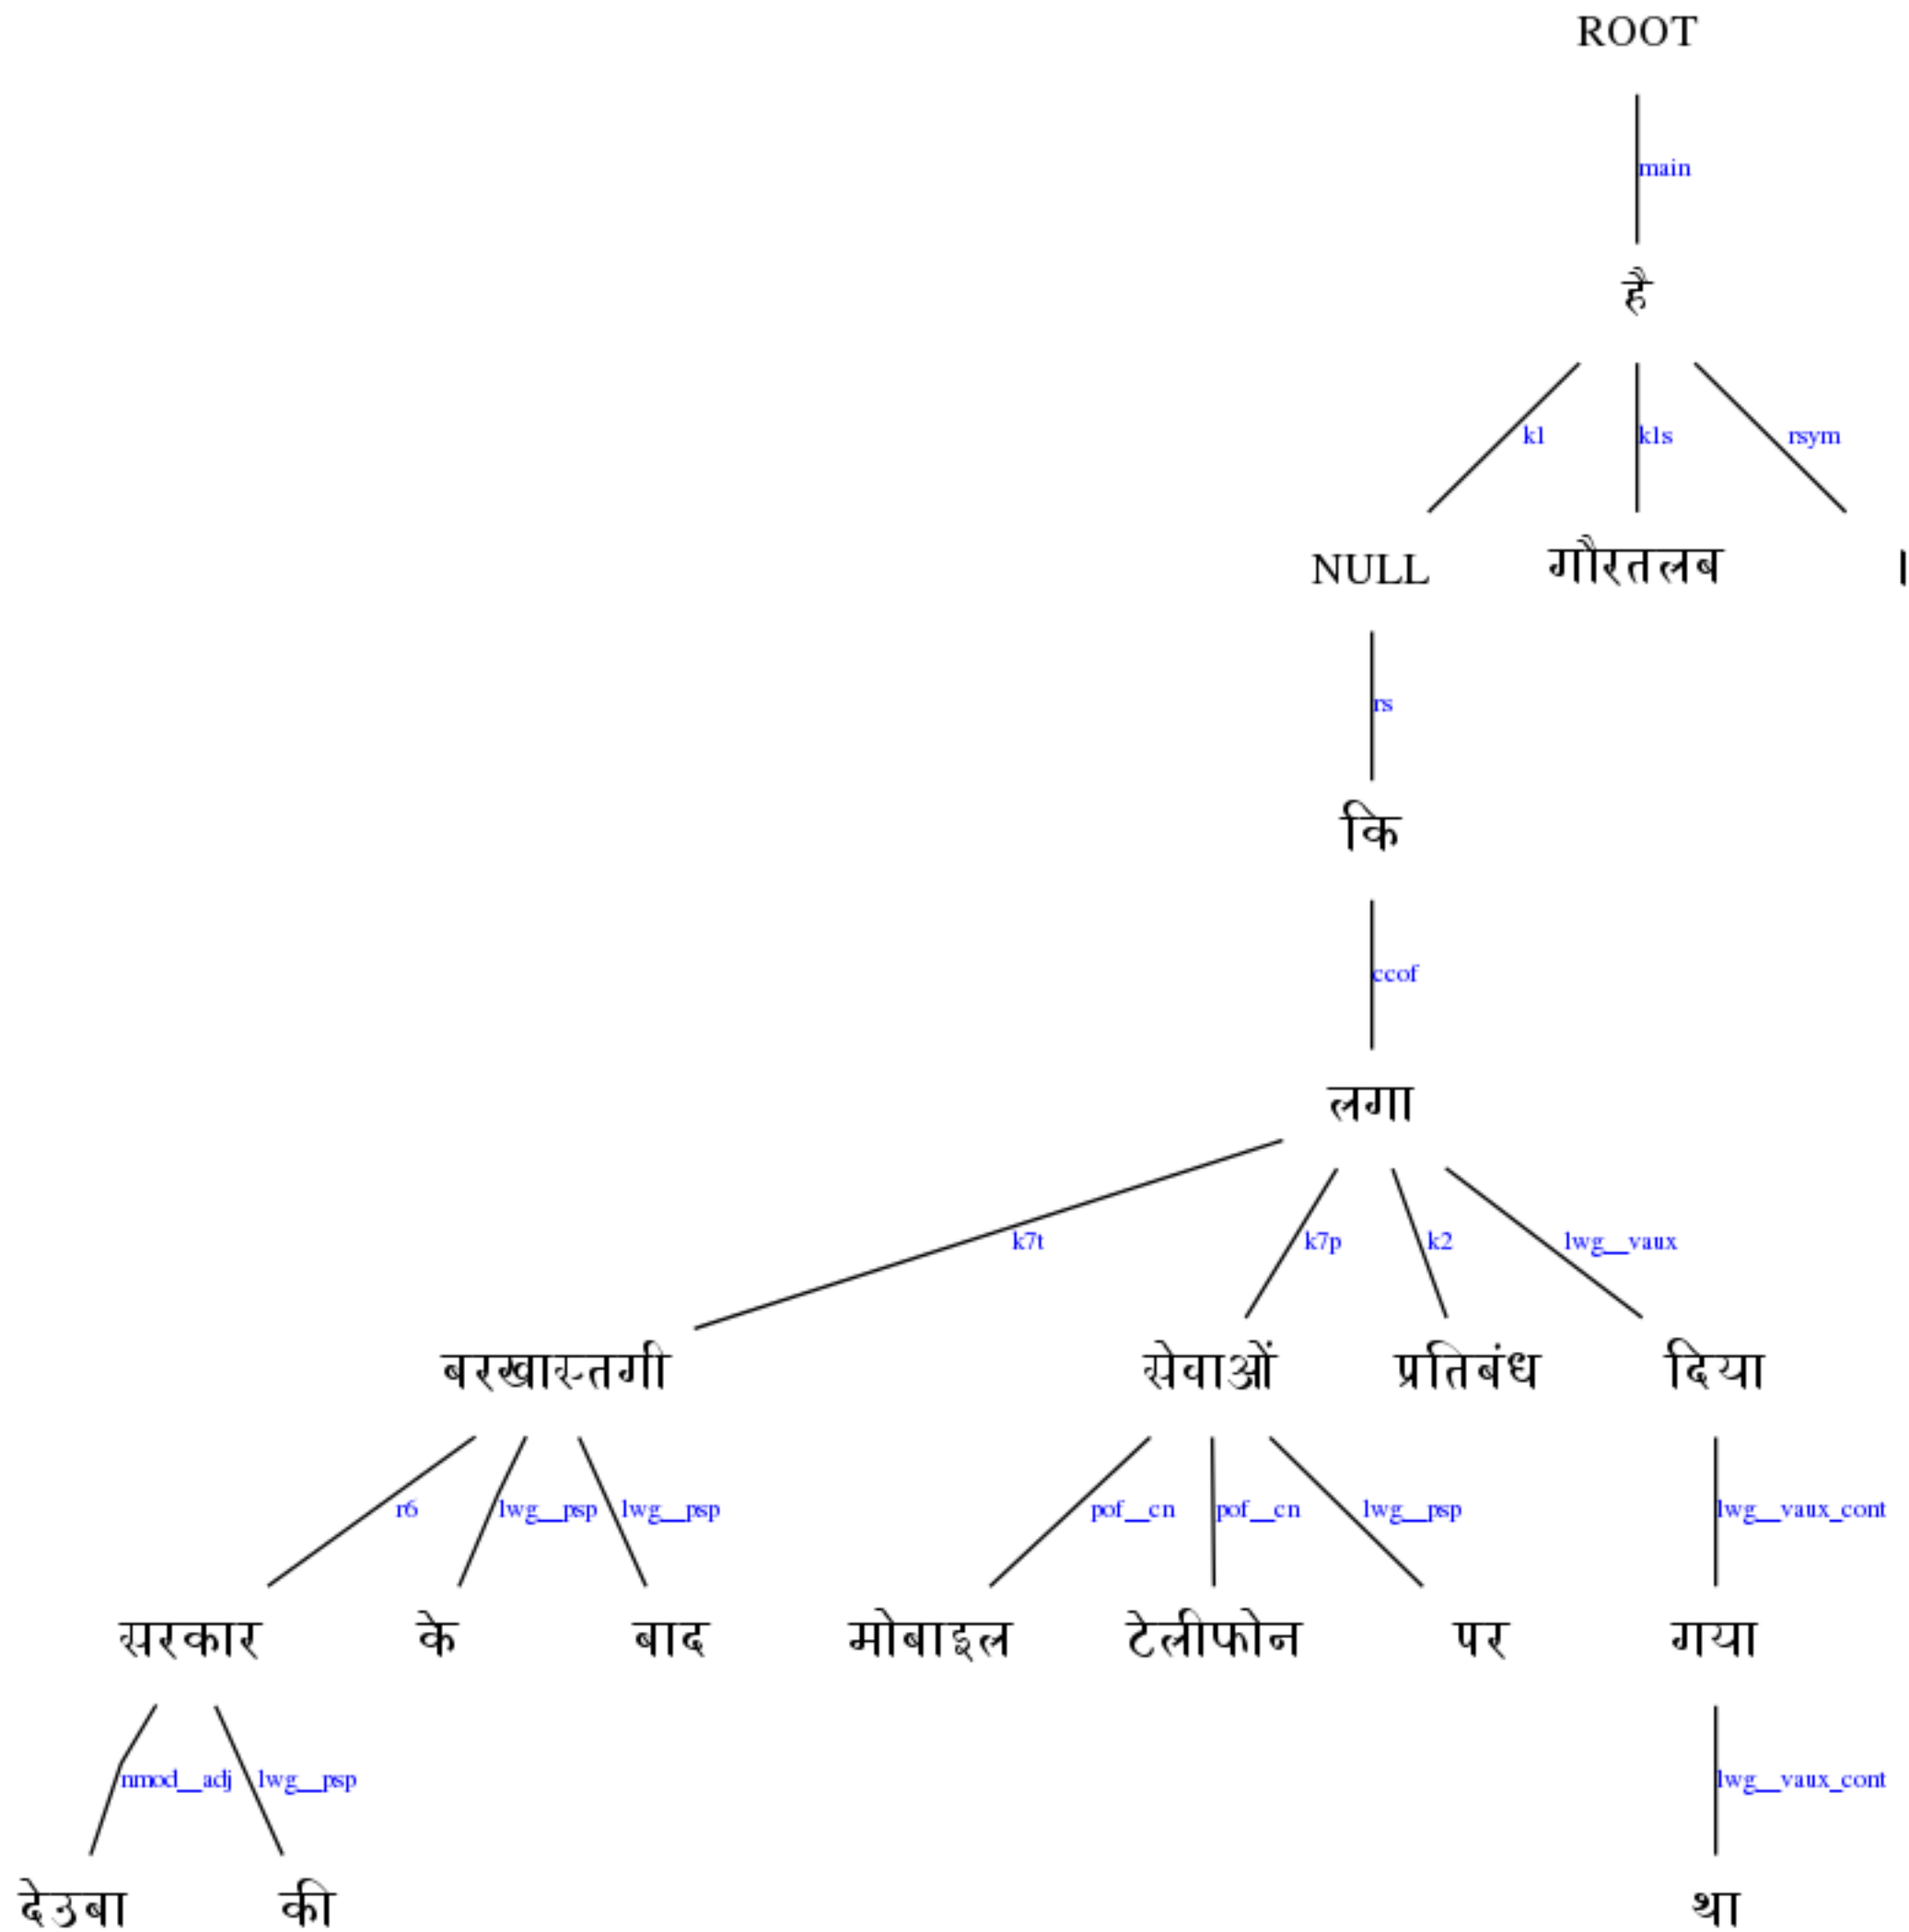 ROOT
main
है
k1 k1s rsym
NULL गौरतलब ।
rs
कि
ccof
लगा
k7t k7p k2 lwg__vaux
बरखास्तगी सेवाओं प्रतिबंध दिया
r6 lwg__psp lwg__psp pof__cn pof__cn lwg__psp lwg__vaux_cont
सरकार के बाद मोबाइल टेलीफोन पर गया
nmod__adj lwg__psp lwg__vaux_cont
देउबा की था